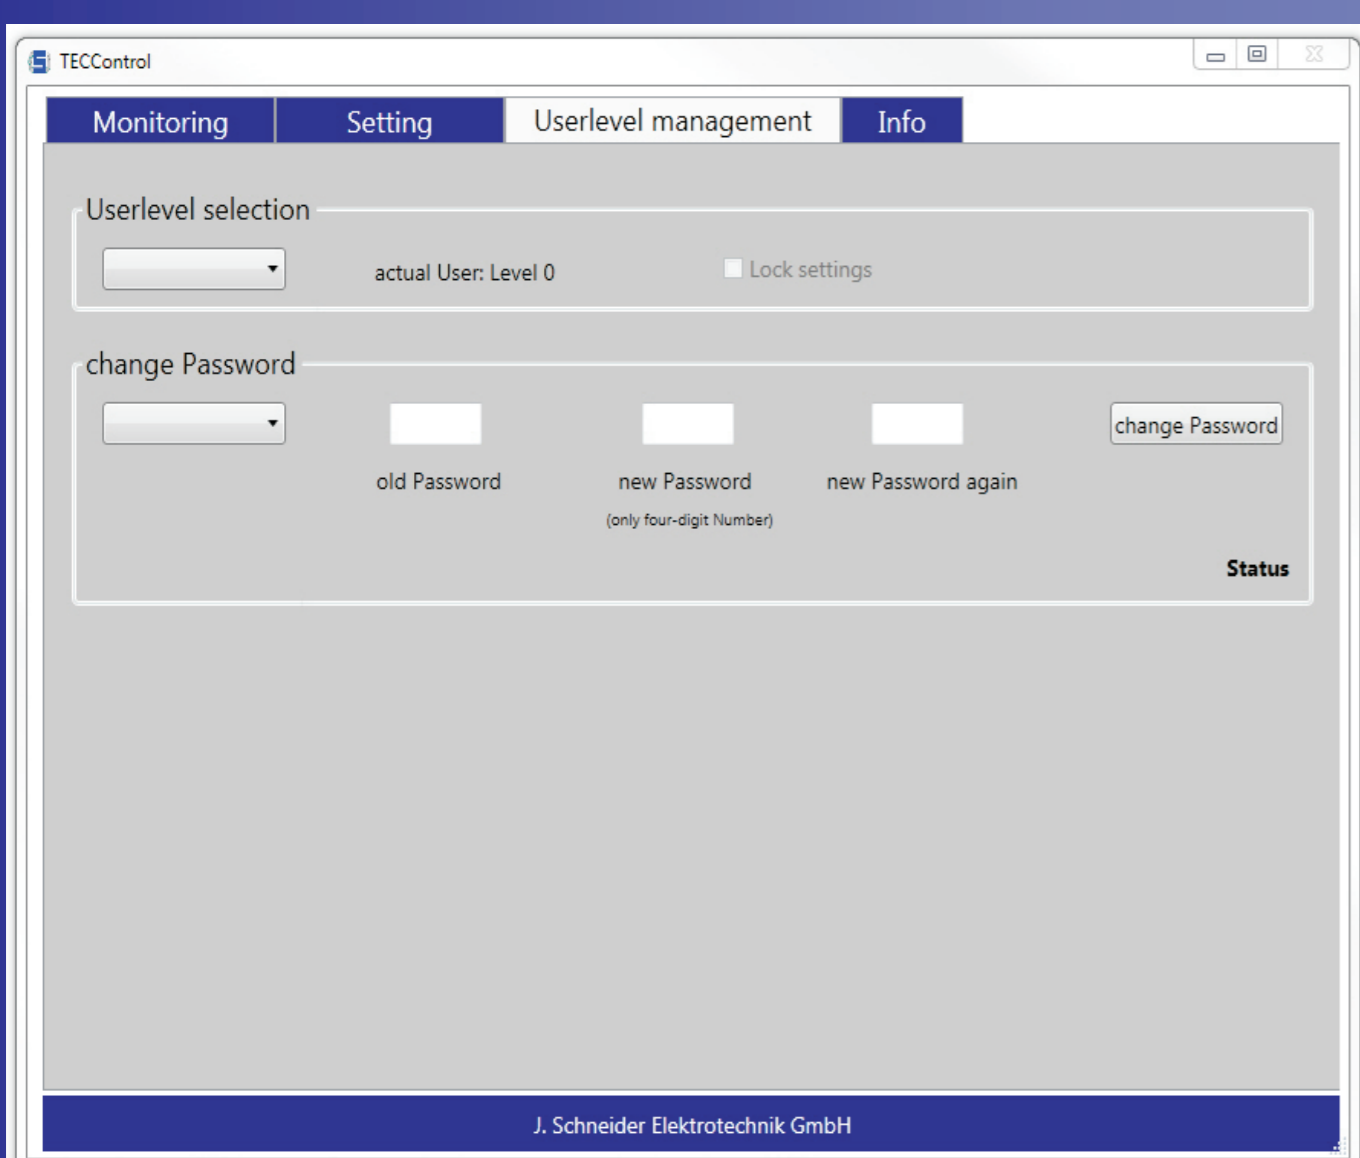 TECControl
Monitoring Setting Userlevel management Info
Userlevel selection
actual User: Level 0 Lock settings
change Password
change Password
old Password new Password new Password again
(only four-digit Number)
Status
J. Schneider Elektrotechnik GmbH